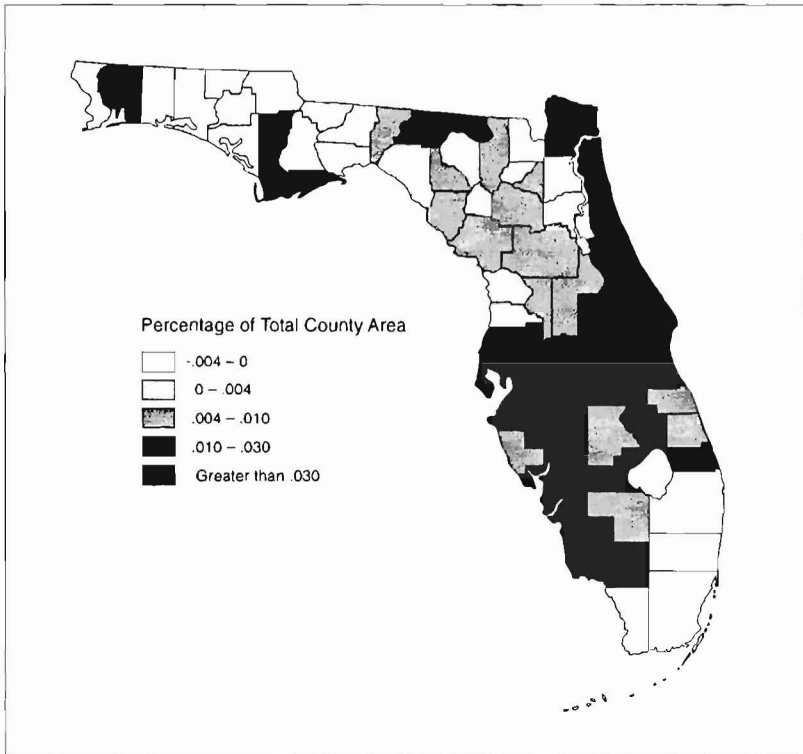 Percentage of Total County Area
-.004 – 0
0 – .004
.004 – .010
.010 – .030
Greater than .030